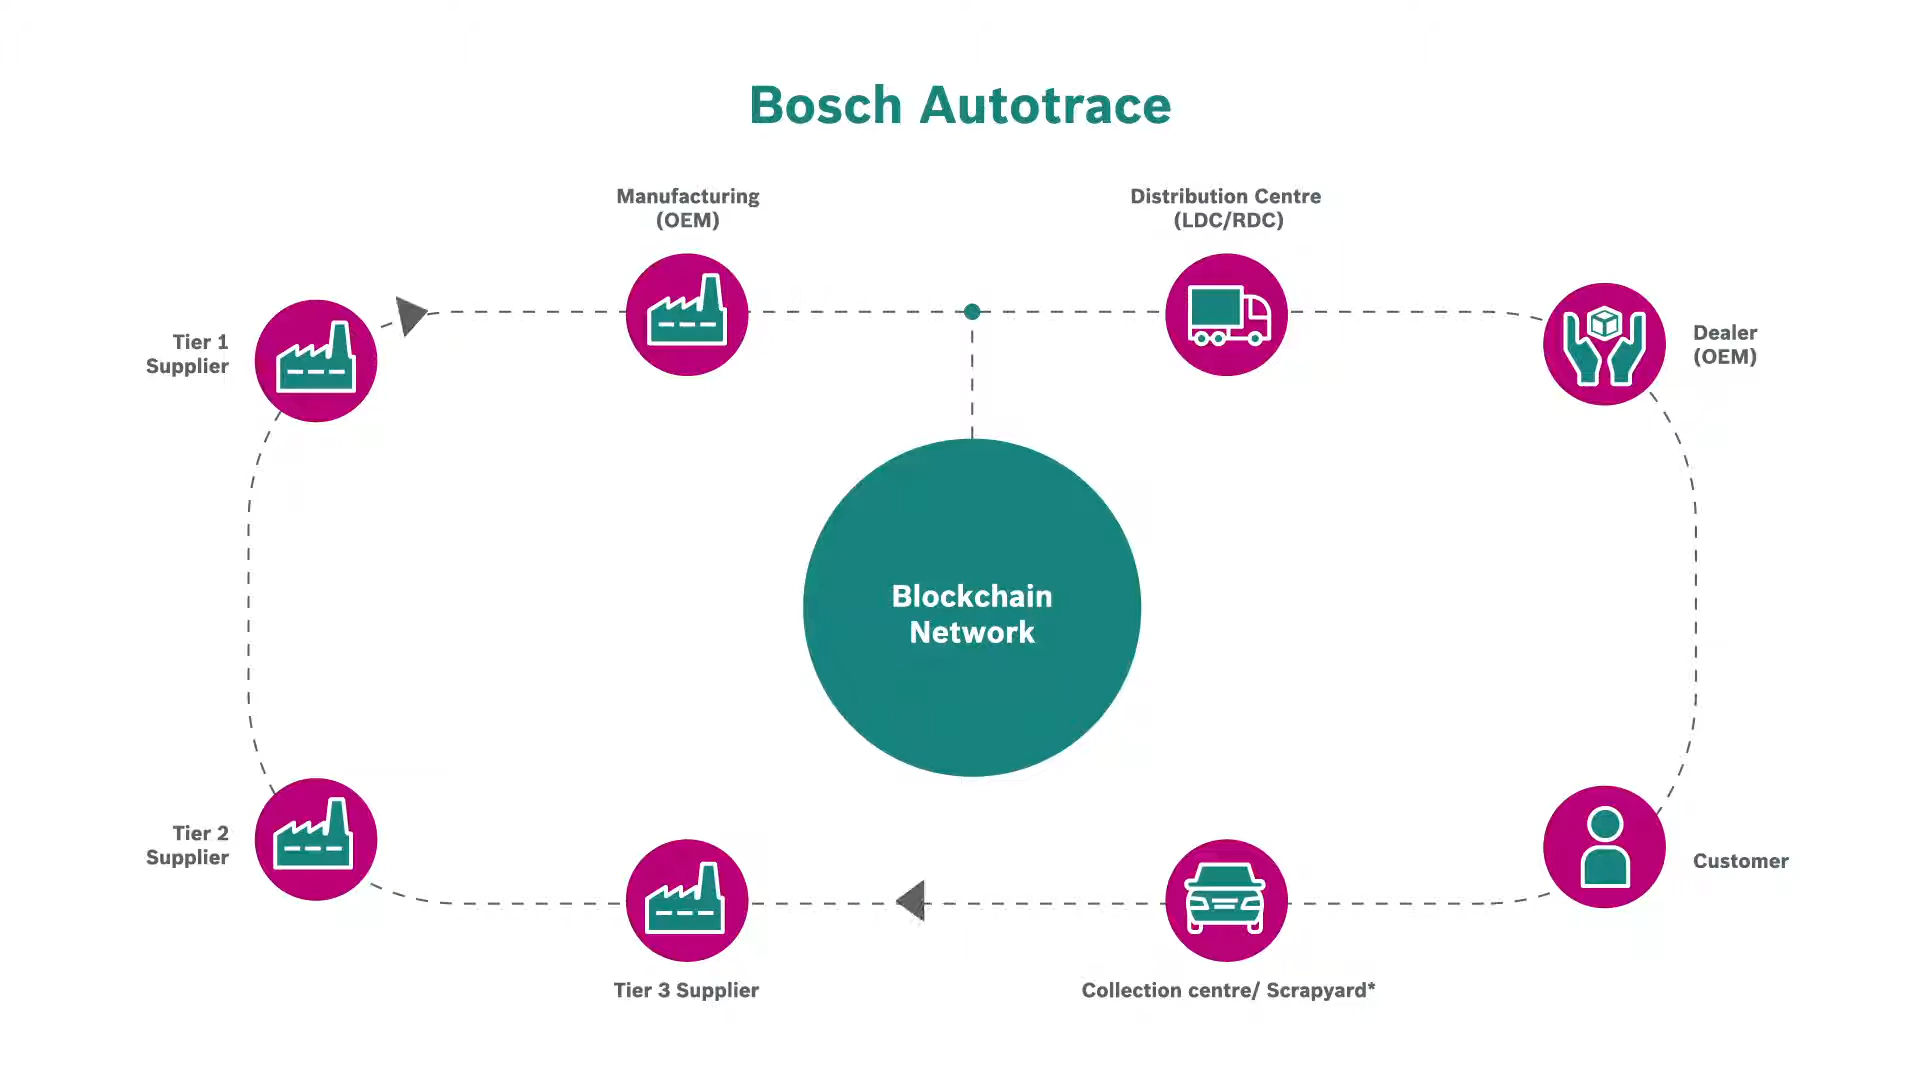 Bosch Autotrace
Manufacturing
(OEM)
Distribution Centre
(LDC/RDC)
Tier 1
Supplier
Dealer
(OEM)
Blockchain
Network
Tier 2
Supplier
Customer
Tier 3 Supplier
Collection centre/ Scrapyard*